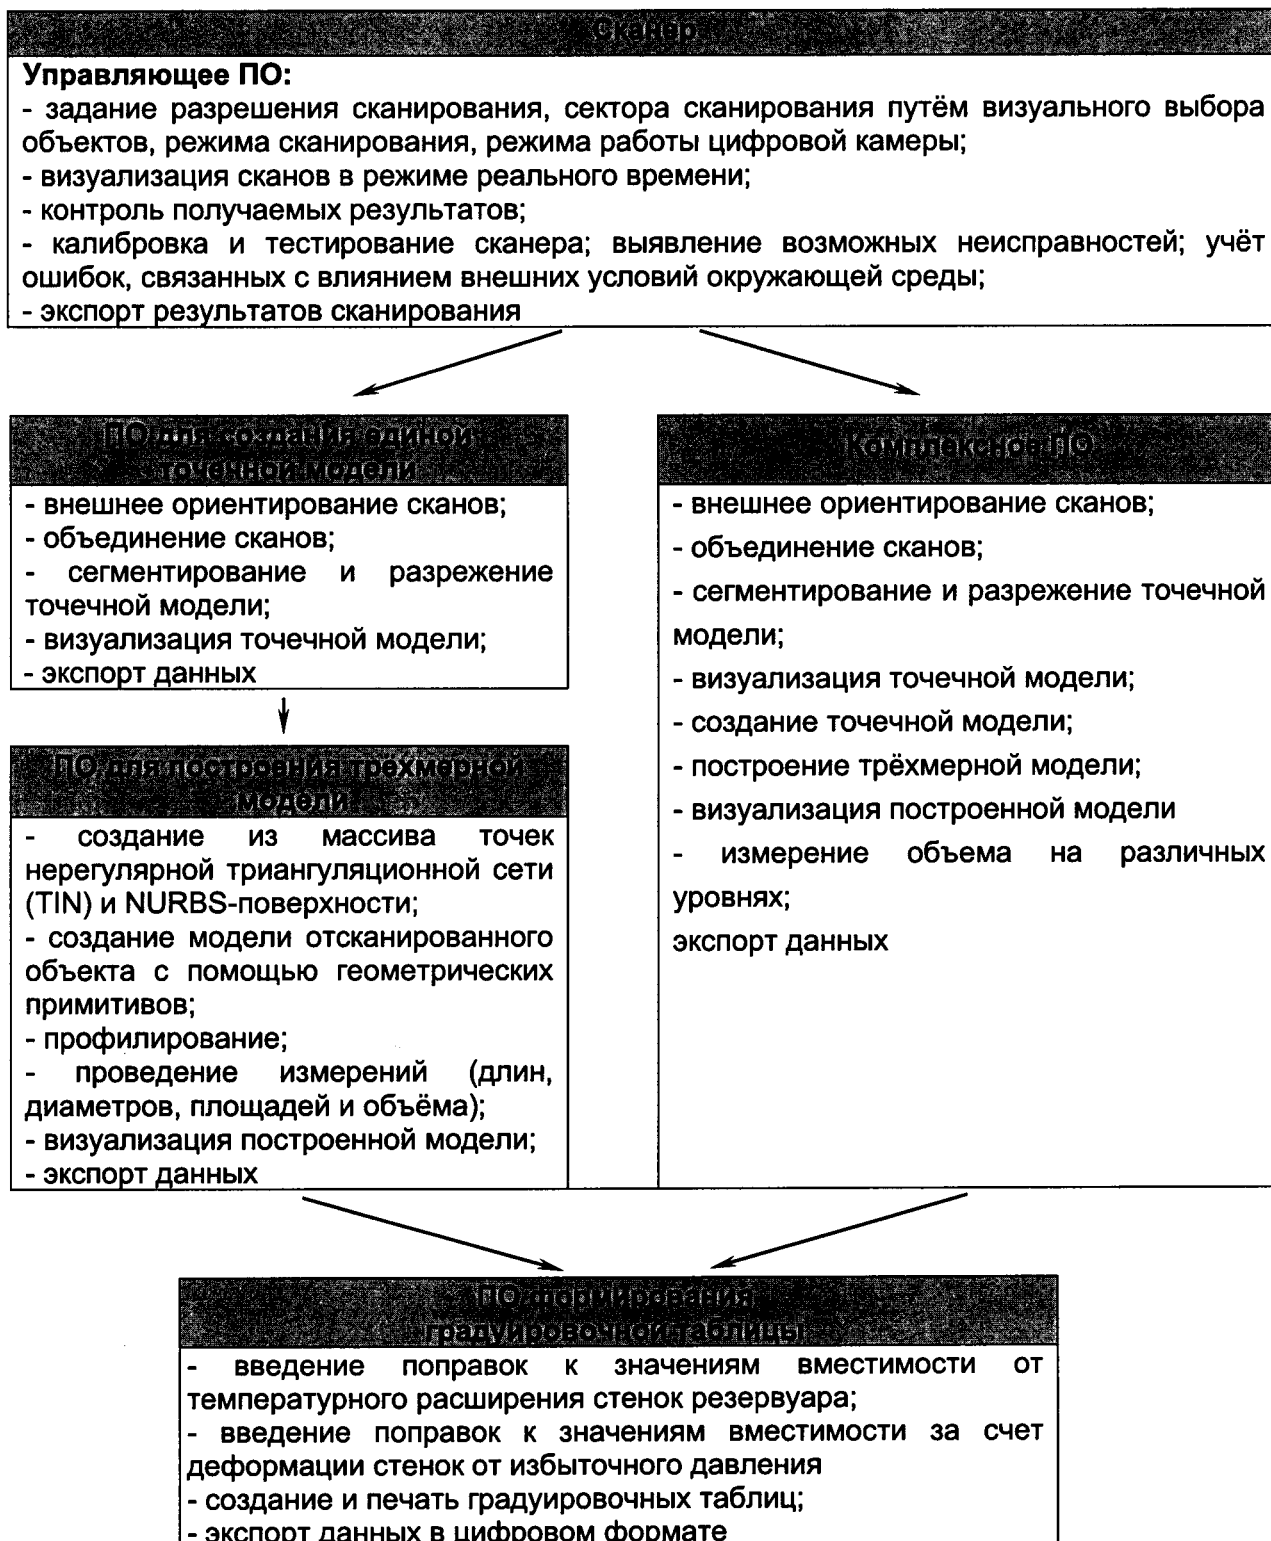 Сканер
Управляющее ПО:
- задание разрешения сканирования, сектора сканирования путём визуального выбора
объектов, режима сканирования, режима работы цифровой камеры;
- визуализация сканов в режиме реального времени;
- контроль получаемых результатов;
- калибровка и тестирование сканера; выявление возможных неисправностей; учёт
ошибок, связанных с влиянием внешних условий окружающей среды;
- экспорт результатов сканирования
ПО для создания единой
точечной модели
- внешнее ориентирование сканов;
- объединение сканов;
- сегментирование и разрежение
точечной модели;
- визуализация точечной модели;
- экспорт данных
ПО для построения трёхмерной
модели
- создание из массива точек
нерегулярной триангуляционной сети
(TIN) и NURBS-поверхности;
- создание модели отсканированного
объекта с помощью геометрических
примитивов;
- профилирование;
- проведение измерений (длин,
диаметров, площадей и объёма);
- визуализация построенной модели;
- экспорт данных
Комплексное ПО
- внешнее ориентирование сканов;
- объединение сканов;
- сегментирование и разрежение точечной
модели;
- визуализация точечной модели;
- создание точечной модели;
- построение трёхмерной модели;
- визуализация построенной модели
- измерение объема на различных
уровнях;
экспорт данных
ПО формирования
градуировочной таблицы
- введение поправок к значениям вместимости от
температурного расширения стенок резервуара;
- введение поправок к значениям вместимости за счет
деформации стенок от избыточного давления
- создание и печать градуировочных таблиц;
- экспорт данных в цифровом формате